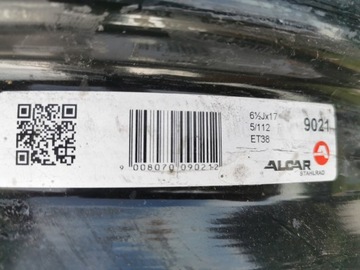 6½Jx17
5/112
ET38
9021
9 008070 090212
ALCAR
STAHLRAD